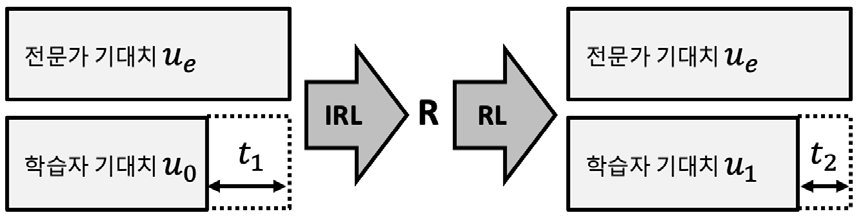 전문가 기대치 u_e
학습자 기대치 u_0
t_1
IRL
R
RL
전문가 기대치 u_e
학습자 기대치 u_1
t_2